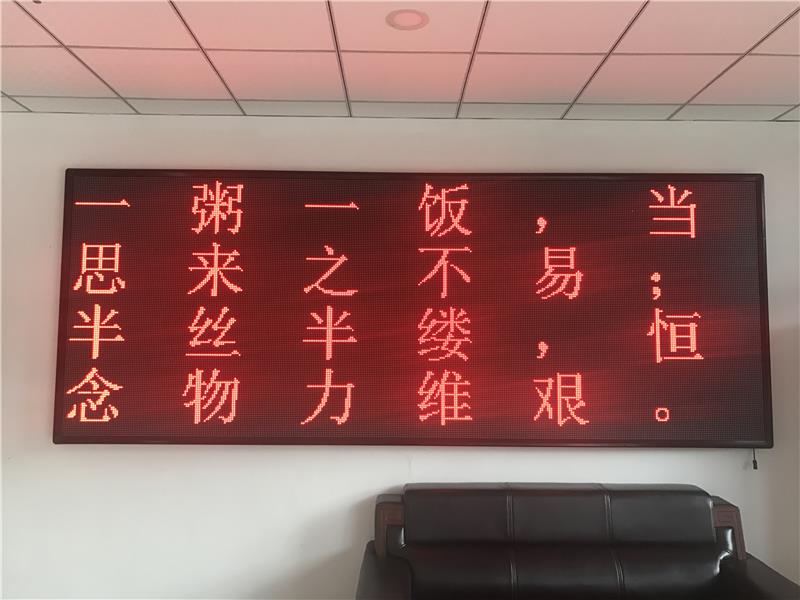 一粥一饭，当
思来之不易；
半丝半缕，恒
念物力维艰。